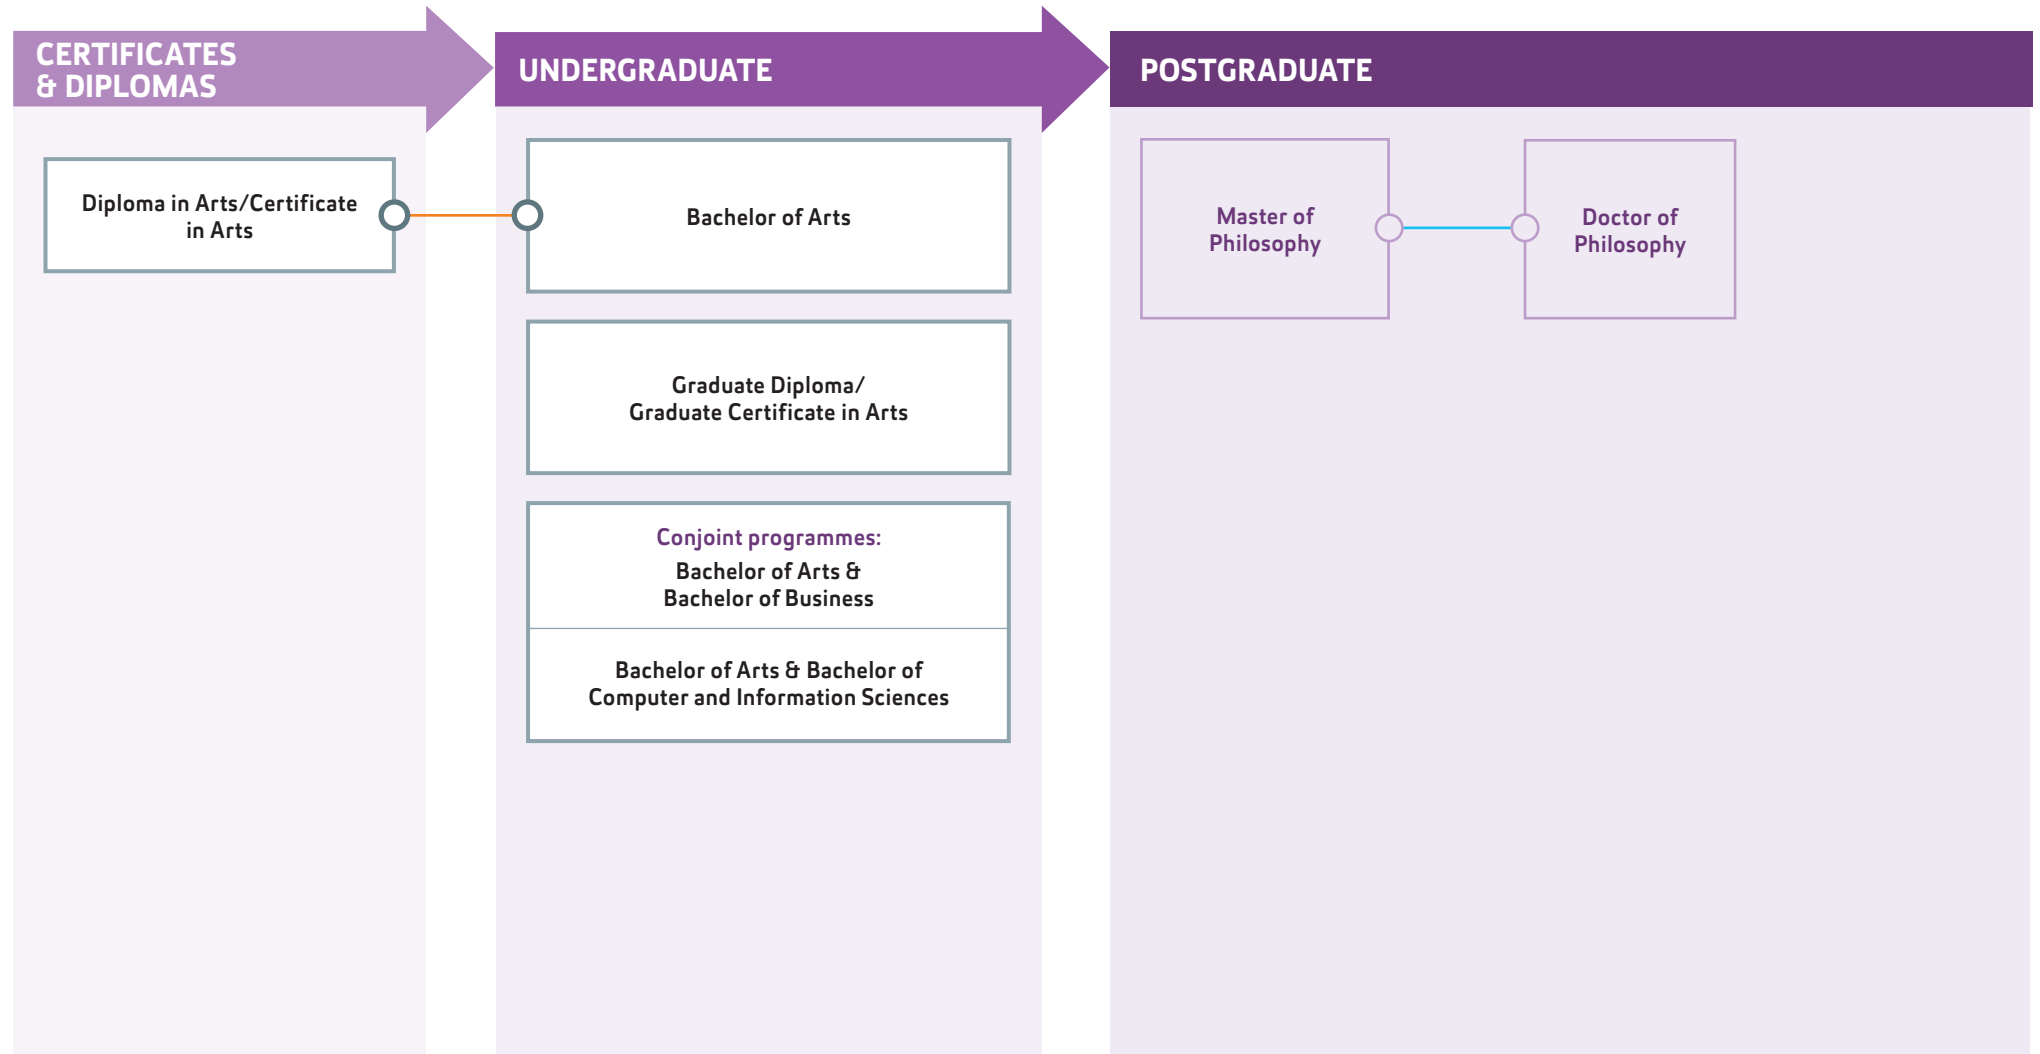 CERTIFICATES
& DIPLOMAS
Diploma in Arts/Certificate
in Arts
UNDERGRADUATE
Bachelor of Arts
Graduate Diploma/
Graduate Certificate in Arts
Conjoint programmes:
Bachelor of Arts &
Bachelor of Business
Bachelor of Arts & Bachelor of
Computer and Information Sciences
POSTGRADUATE
Master of
Philosophy
Doctor of
Philosophy